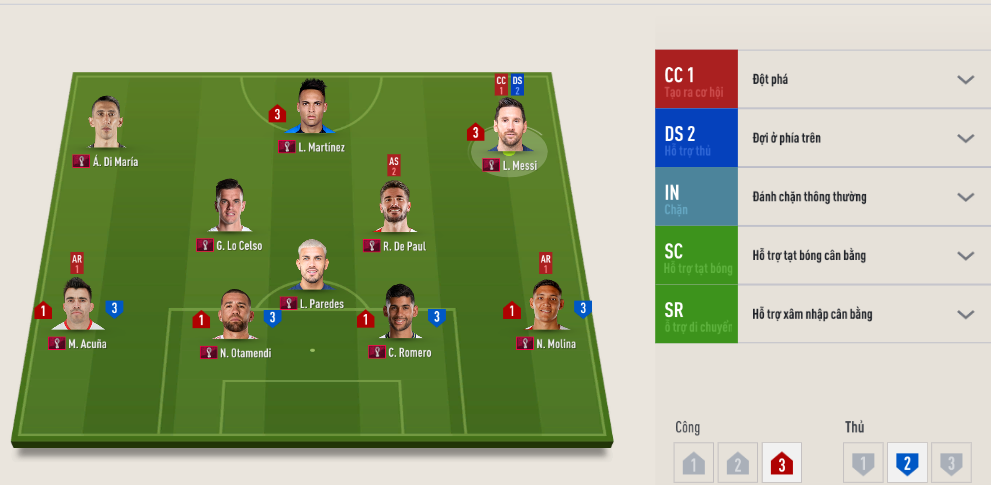 CC
1
DS
2
3
3
Á. Di María
L. Martínez
L. Messi
AS
2
G. Lo Celso
R. De Paul
AR
1
AR
1
L. Paredes
1
3
1
3
1
3
1
3
M. Acuña
N. Otamendi
C. Romero
N. Molina
CC 1
Tạo ra cơ hội
Đột phá
DS 2
Hỗ trợ thủ
Đợi ở phía trên
IN
Chặn
Đánh chặn thông thường
SC
Hỗ trợ tạt bóng
Hỗ trợ tạt bóng cân bằng
SR
ỗ trợ di chuyển
Hỗ trợ xâm nhập cân bằng
Công
Thủ
1
2
3
1
2
3